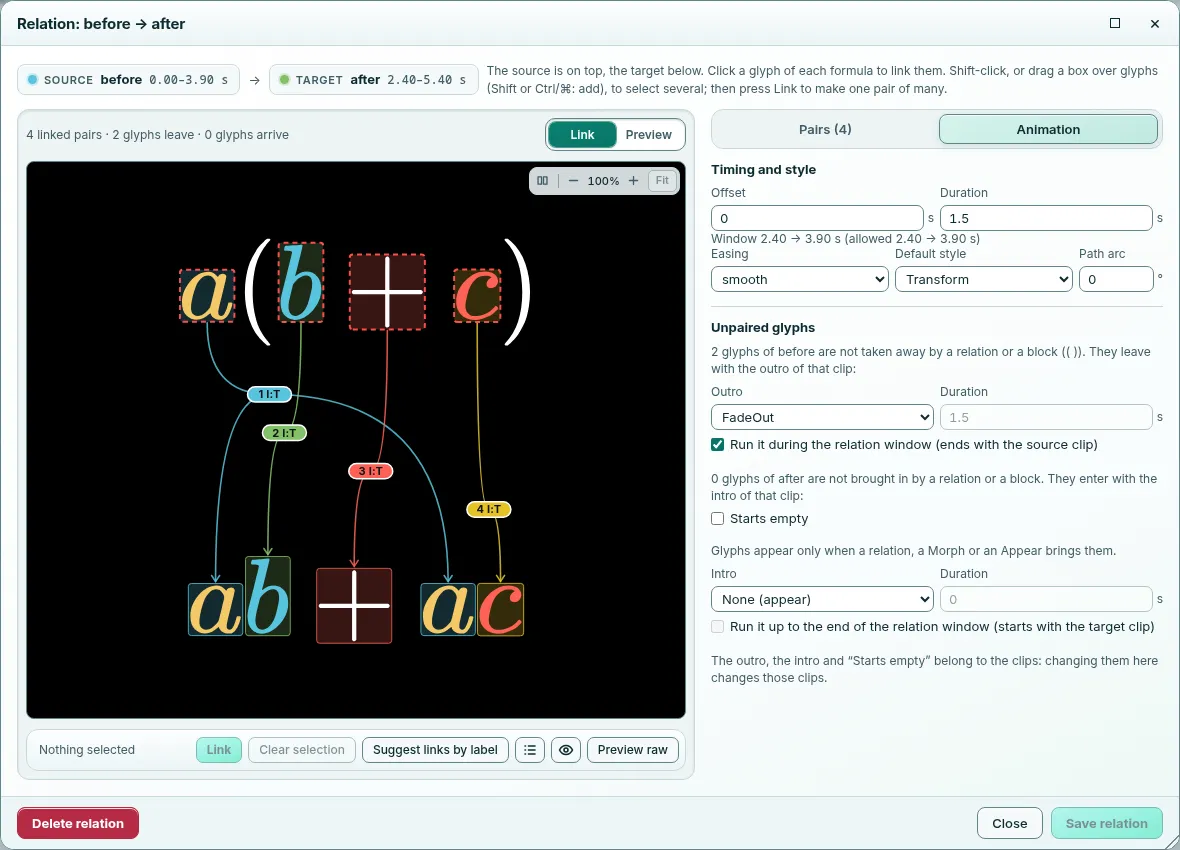 Relation: before → after
SOURCE before 0.00–3.90 s → TARGET after 2.40–5.40 s
The source is on top, the target below. Click a glyph of each formula to link them. Shift-click, or drag a box over glyphs
(Shift or Ctrl/⌘: add), to select several; then press Link to make one pair of many.
4 linked pairs · 2 glyphs leave · 0 glyphs arrive
Link Preview
− 100% + Fit
a(b + c)
1 I:T
2 I:T
3 I:T
4 I:T
ab + ac
Nothing selected Link Clear selection Suggest links by label Preview raw
Pairs (4) Animation
Timing and style
Offset Duration
0 s 1.5 s
Window 2.40 → 3.90 s (allowed 2.40 → 3.90 s)
Easing Default style Path arc
smooth Transform 0 °
Unpaired glyphs
2 glyphs of before are not taken away by a relation or a block (( )). They leave
with the outro of that clip:
Outro Duration
FadeOut 1.5 s
Run it during the relation window (ends with the source clip)
0 glyphs of after are not brought in by a relation or a block. They enter with the
intro of that clip:
Starts empty
Glyphs appear only when a relation, a Morph or an Appear brings them.
Intro Duration
None (appear) 0 s
Run it up to the end of the relation window (starts with the target clip)
The outro, the intro and “Starts empty” belong to the clips: changing them here
changes those clips.
Delete relation Close Save relation